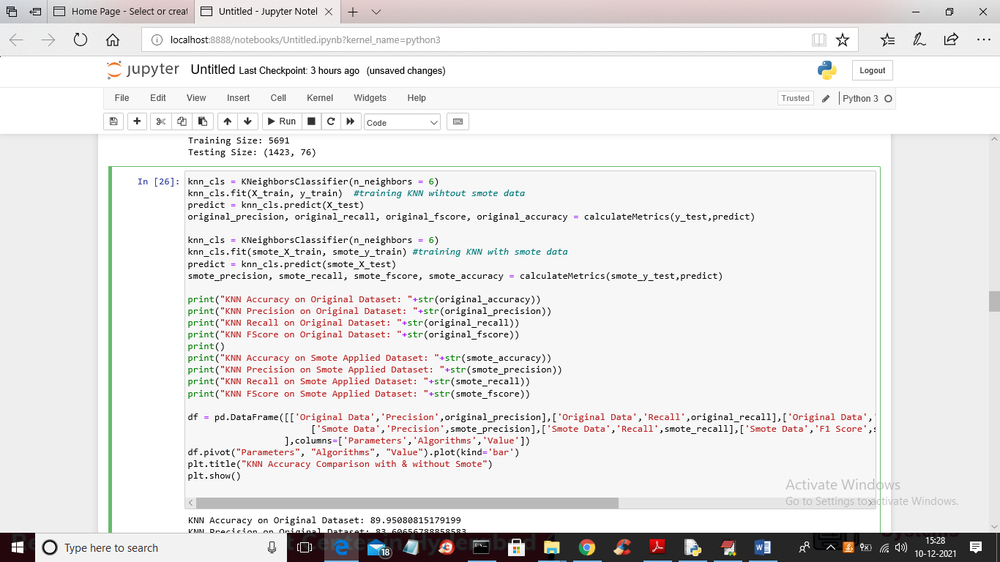 Home Page - Select or creat
Untitled - Jupyter Notel
localhost:8888/notebooks/Untitled.ipynb?kernel_name=python3
jupyter Untitled Last Checkpoint: 3 hours ago (unsaved changes)
Logout
File Edit View Insert Cell Kernel Widgets Help
Trusted
Python 3
Run
Code
Training Size: 5691
Testing Size: (1423, 76)
In [26]: knn_cls = KNeighborsClassifier(n_neighbors = 6)
knn_cls.fit(X_train, y_train)  #training KNN wihtout smote data
predict = knn_cls.predict(X_test)
original_precision, original_recall, original_fscore, original_accuracy = calculateMetrics(y_test,predict)
knn_cls = KNeighborsClassifier(n_neighbors = 6)
knn_cls.fit(smote_X_train, smote_y_train) #training KNN with smote data
predict = knn_cls.predict(smote_X_test)
smote_precision, smote_recall, smote_fscore, smote_accuracy = calculateMetrics(smote_y_test,predict)
print("KNN Accuracy on Original Dataset: "+str(original_accuracy))
print("KNN Precision on Original Dataset: "+str(original_precision))
print("KNN Recall on Original Dataset: "+str(original_recall))
print("KNN FScore on Original Dataset: "+str(original_fscore))
print()
print("KNN Accuracy on Smote Applied Dataset: "+str(smote_accuracy))
print("KNN Precision on Smote Applied Dataset: "+str(smote_precision))
print("KNN Recall on Smote Applied Dataset: "+str(smote_recall))
print("KNN FScore on Smote Applied Dataset: "+str(smote_fscore))
df = pd.DataFrame([['Original Data','Precision',original_precision],['Original Data','Recall',original_recall],['Original Data','
['Smote Data','Precision',smote_precision],['Smote Data','Recall',smote_recall],['Smote Data','F1 Score',s
],columns=['Parameters','Algorithms','Value'])
df.pivot("Parameters", "Algorithms", "Value").plot(kind='bar')
plt.title("KNN Accuracy Comparison with & without Smote")
plt.show()
Activate Windows
Go to Settings to activate Windows.
KNN Accuracy on Original Dataset: 89.95080815179199
KNN Precision on Original Dataset: 83.60656788858583
Type here to search
18
15:28
10-12-2021